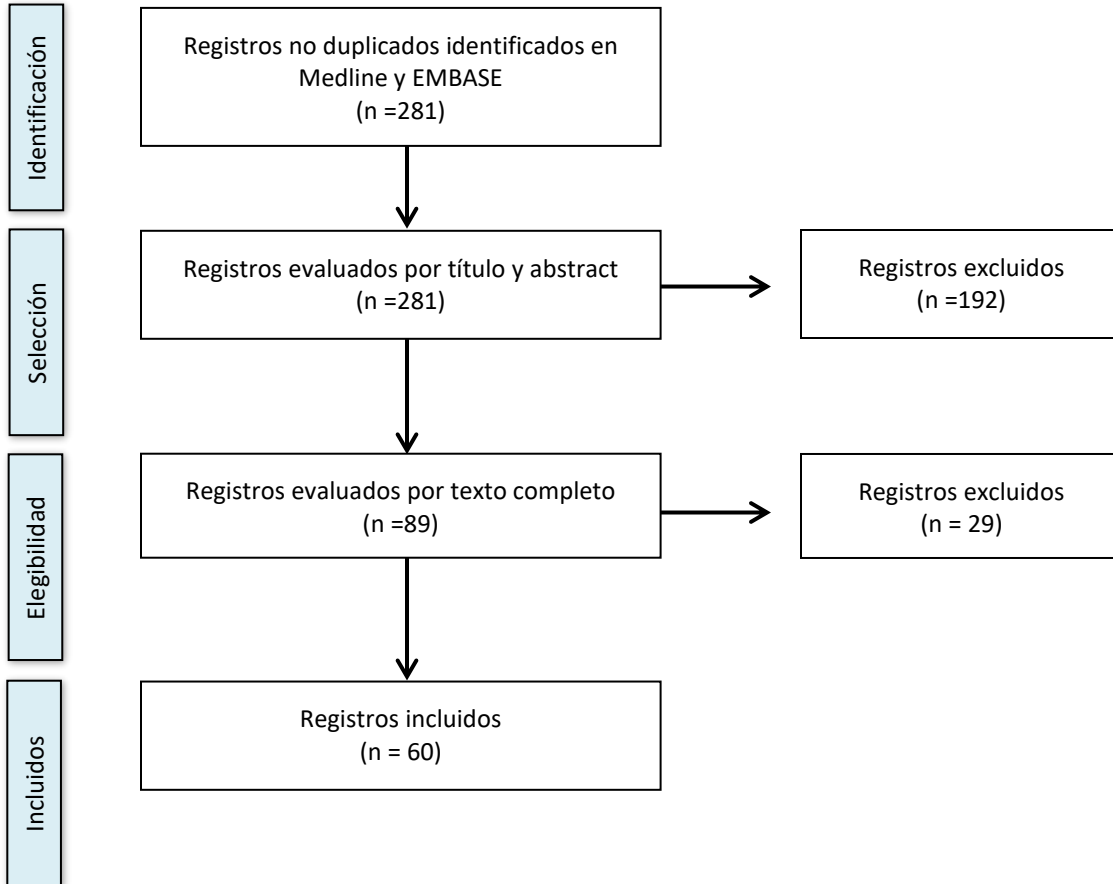 Identificación
Registros no duplicados identificados en
Medline y EMBASE
(n =281)
Selección
Registros evaluados por título y abstract
(n =281)
Registros excluidos
(n =192)
Elegibilidad
Registros evaluados por texto completo
(n =89)
Registros excluidos
(n = 29)
Incluidos
Registros incluidos
(n = 60)